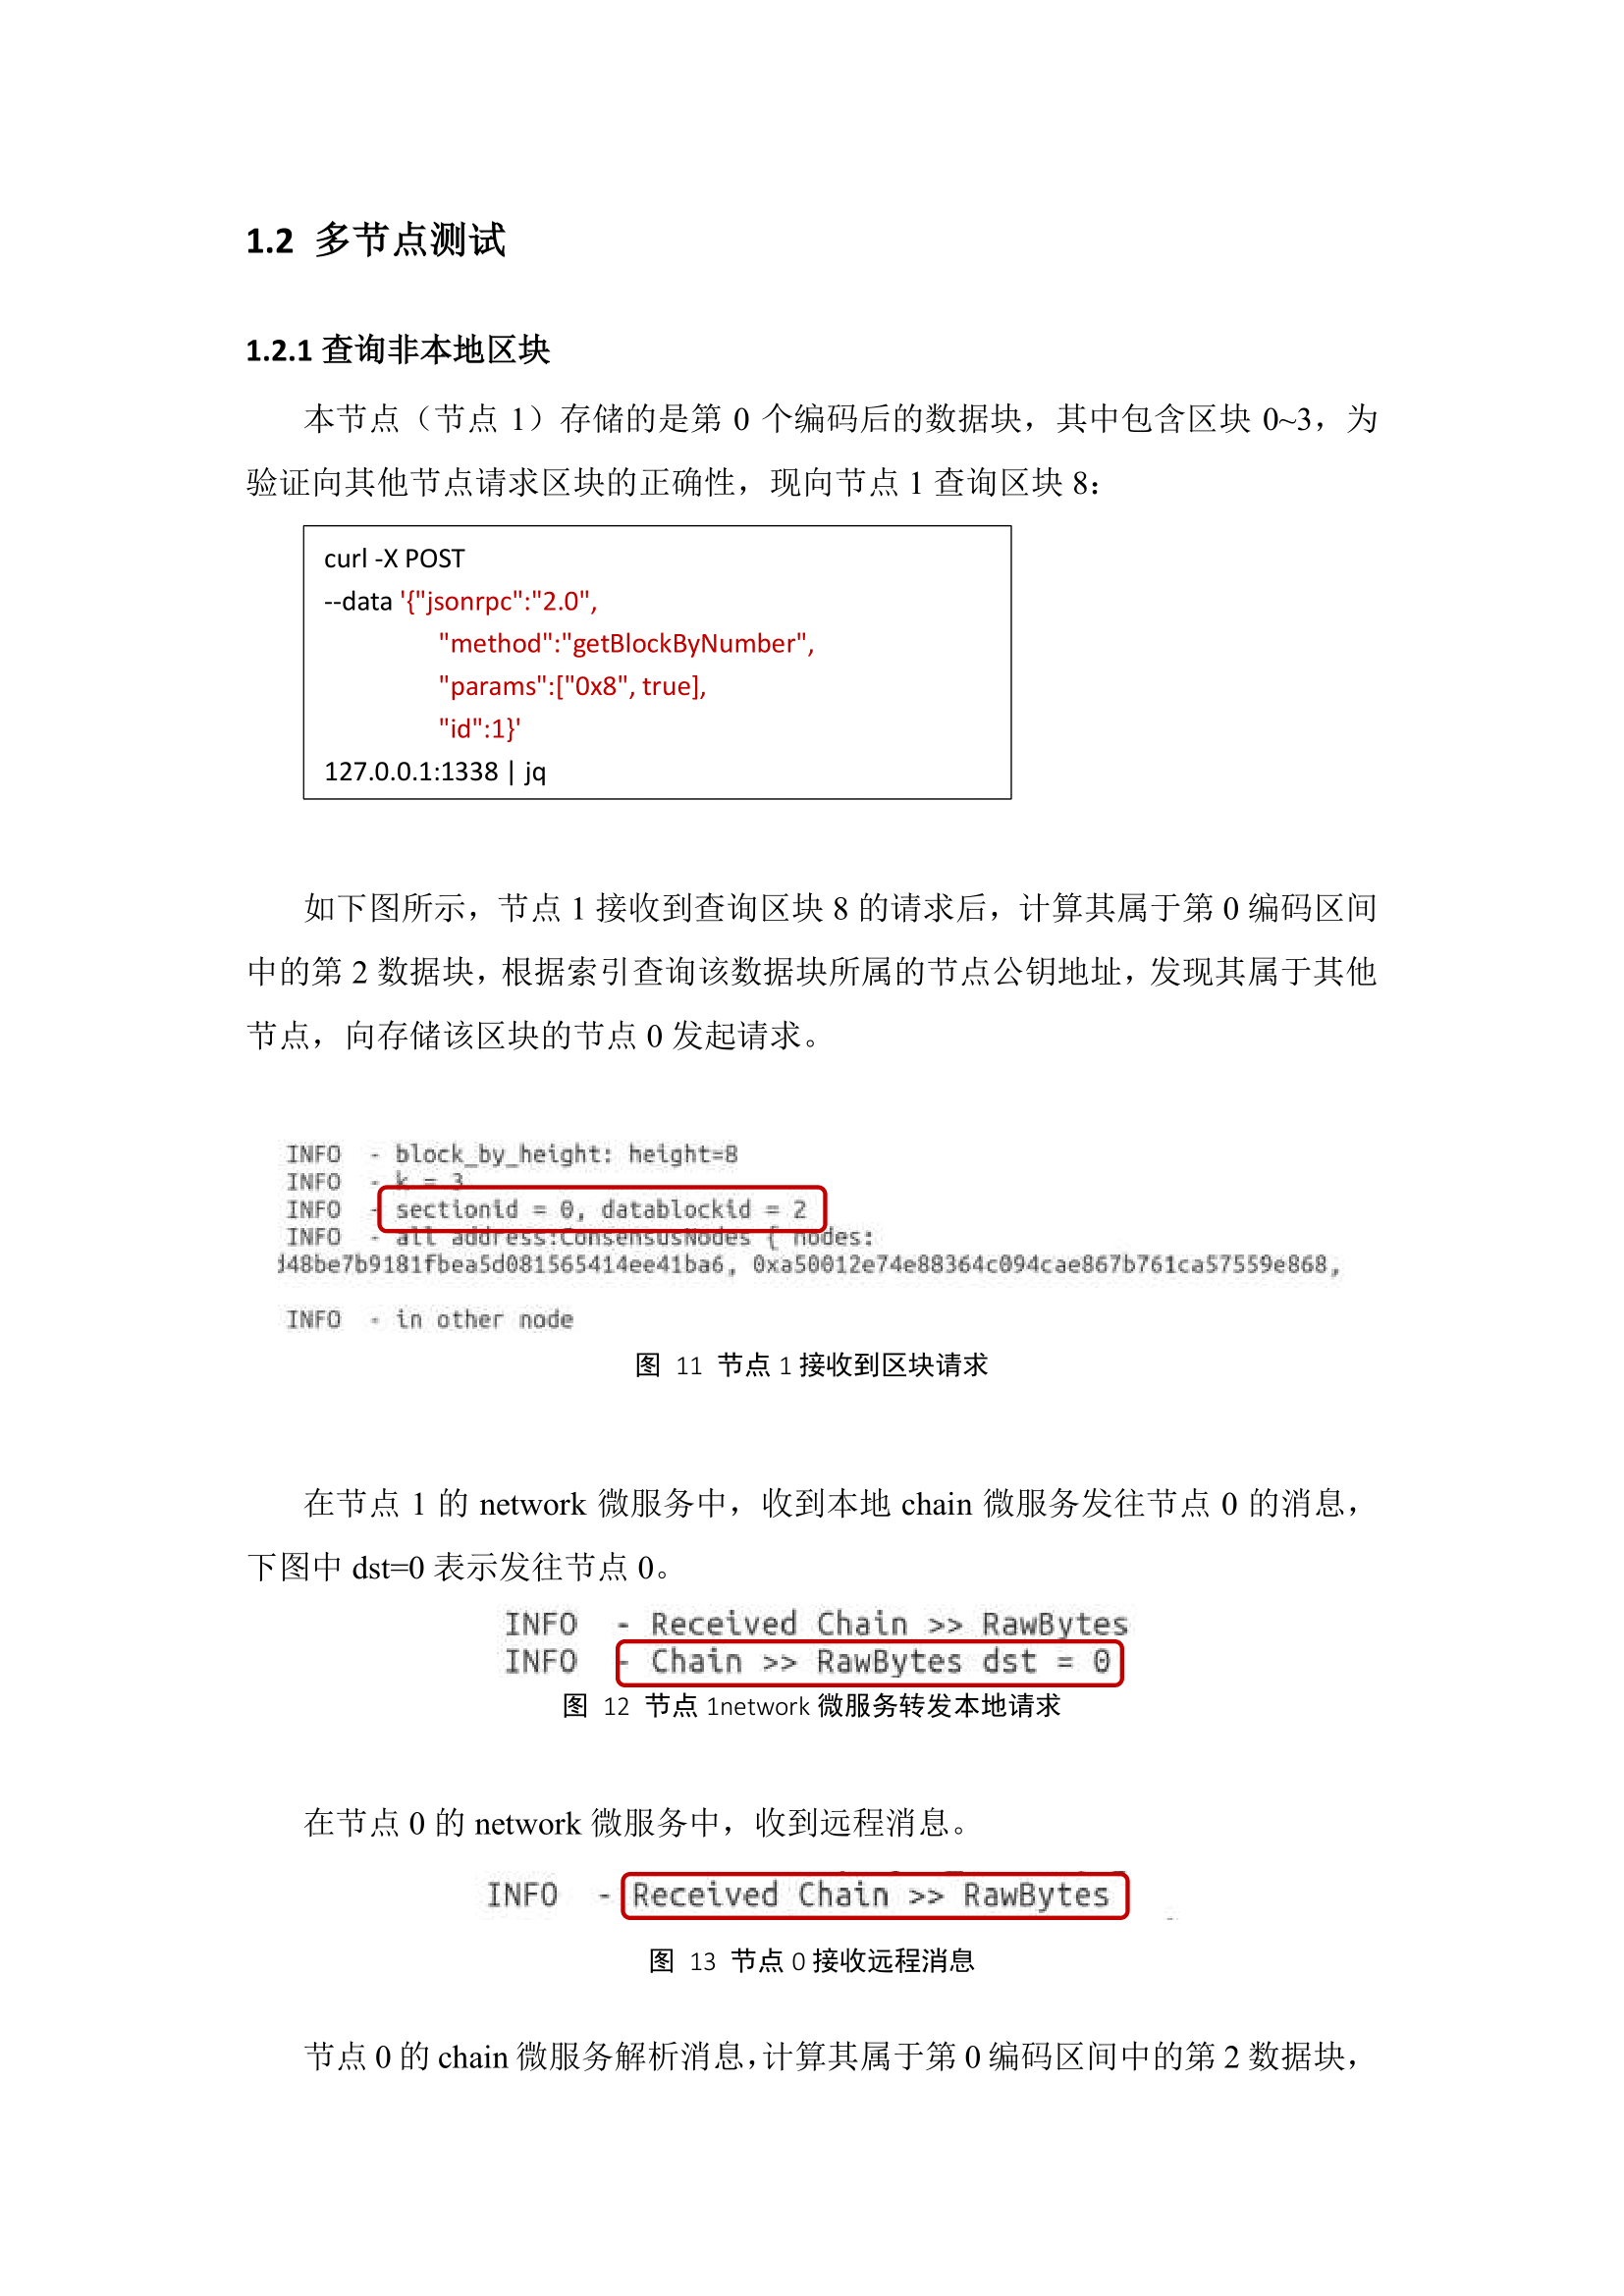 1.2 多节点测试
1.2.1 查询非本地区块
本节点（节点 1）存储的是第 0 个编码后的数据块，其中包含区块 0~3，为
验证向其他节点请求区块的正确性，现向节点 1 查询区块 8：
curl -X POST
--data '{"jsonrpc":"2.0",
"method":"getBlockByNumber",
"params":["0x8", true],
"id":1}'
127.0.0.1:1338 | jq
如下图所示，节点 1 接收到查询区块 8 的请求后，计算其属于第 0 编码区间
中的第 2 数据块，根据索引查询该数据块所属的节点公钥地址，发现其属于其他
节点，向存储该区块的节点 0 发起请求。
INFO - block_by_height: height=8
INFO - k = 3
INFO - sectionid = 0, datablockid = 2
INFO - all address:ConsensusNodes { nodes:
d48be7b9181fbea5d081565414ee41ba6, 0xa50012e74e88364c094cae867b761ca57559e868,
INFO - in other node
图 11 节点 1 接收到区块请求
在节点 1 的 network 微服务中，收到本地 chain 微服务发往节点 0 的消息，
下图中 dst=0 表示发往节点 0。
INFO - Received Chain >> RawBytes
INFO - Chain >> RawBytes dst = 0
图 12 节点 1network 微服务转发本地请求
在节点 0 的 network 微服务中，收到远程消息。
INFO - Received Chain >> RawBytes
图 13 节点 0 接收远程消息
节点 0 的 chain 微服务解析消息，计算其属于第 0 编码区间中的第 2 数据块，